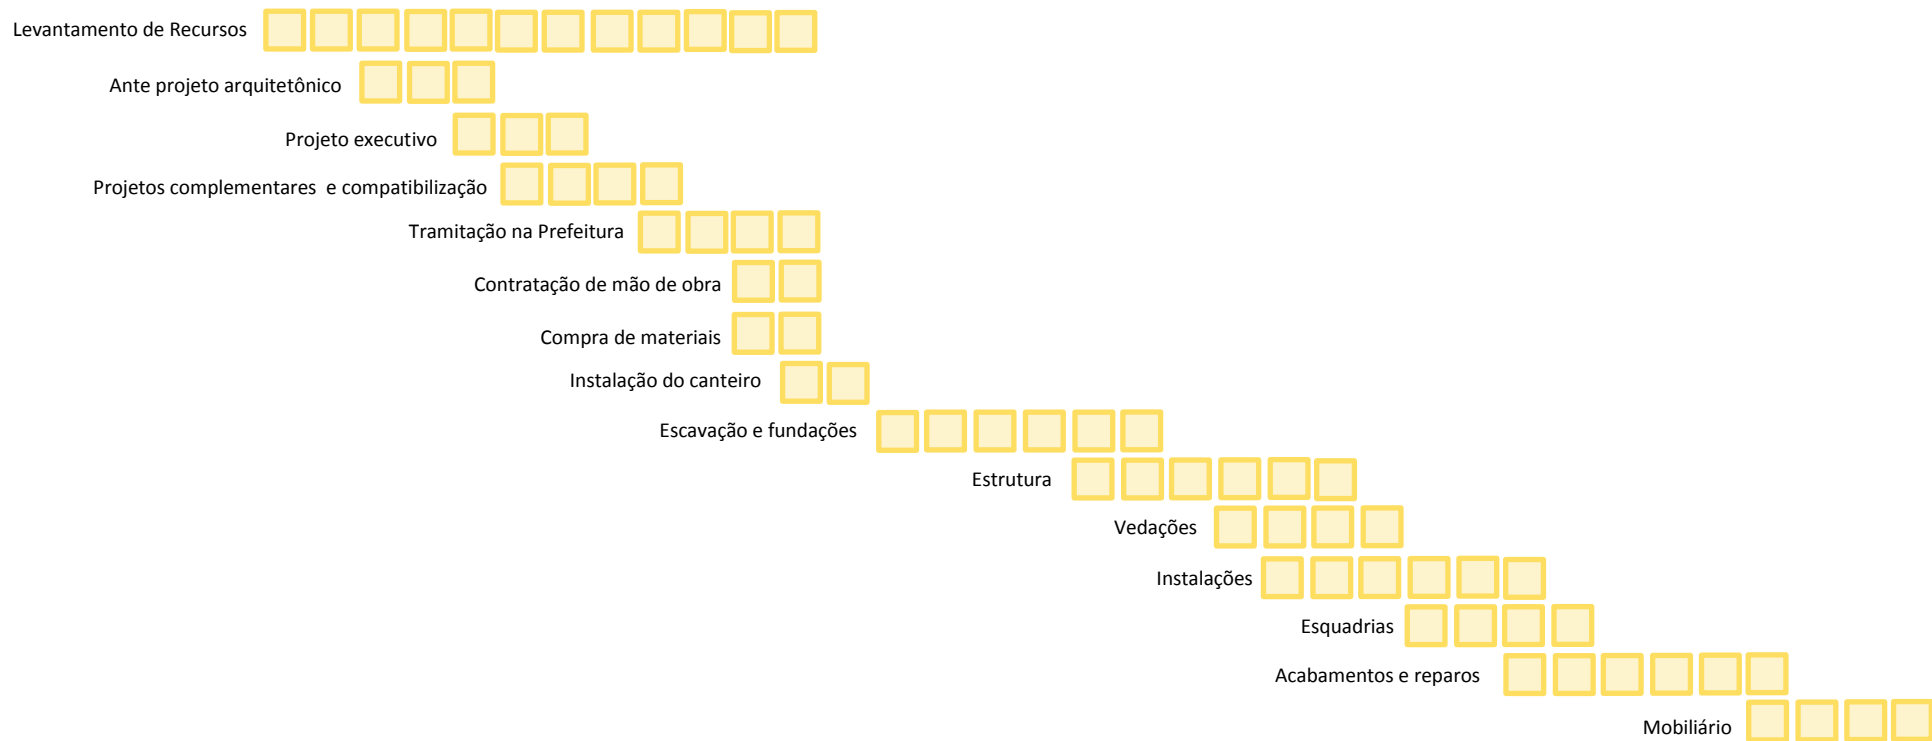 Levantamento de Recursos
Ante projeto arquitetônico
Projeto executivo
Projetos complementares  e compatibilização
Tramitação na Prefeitura
Contratação de mão de obra
Compra de materiais
Instalação do canteiro
Escavação e fundações
Estrutura
Vedações
Instalações
Esquadrias
Acabamentos e reparos
Mobiliário